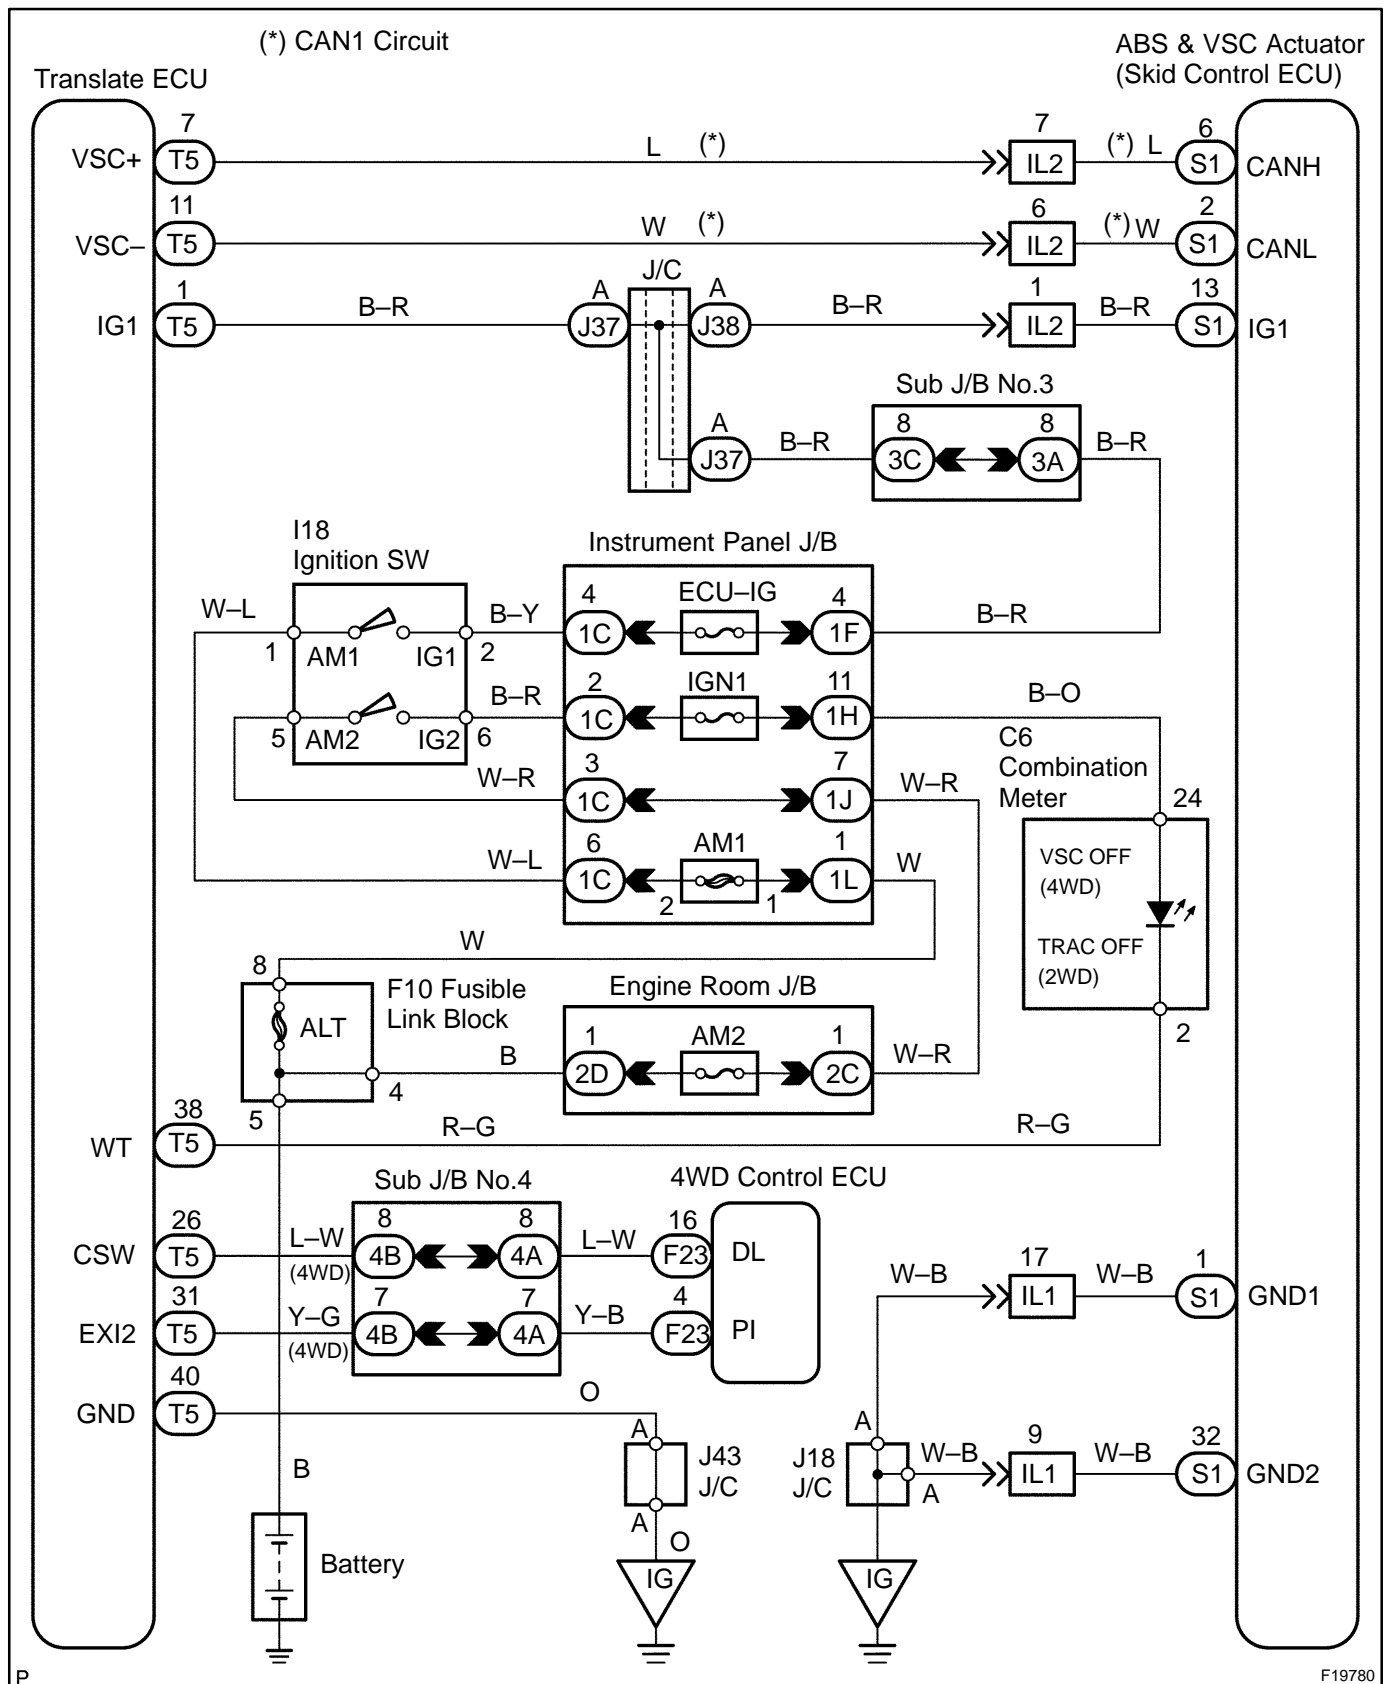 (*) CAN1 Circuit
ABS & VSC Actuator
(Skid Control ECU)
Translate ECU
7
7
6
VSC+
T5
L (*)
IL2
(*) L
S1
CANH
11
6
2
VSC–
T5
W (*)
IL2
(*) W
S1
CANL
J/C
1
A
A
1
13
IG1
T5
B–R
J37
J38
B–R
IL2
B–R
S1
IG1
Sub J/B No.3
A
8
8
J37
B–R
3C
3A
B–R
I18
Ignition SW
Instrument Panel J/B
W–L
B–Y
4
ECU–IG
4
1C
1F
B–R
1
AM1
IG1
2
B–R
2
IGN1
11
B–O
1C
1H
5
AM2
IG2
6
C6
Combination
Meter
W–R
3
7
W–R
24
1C
1J
W–L
6
AM1
1
W
1C
1L
2
1
VSC OFF
(4WD)
TRAC OFF
(2WD)
W
8
F10 Fusible
Link Block
Engine Room J/B
ALT
1
AM2
1
2
B
2D
2C
W–R
4
5
38
WT
T5
R–G
R–G
Sub J/B No.4
4WD Control ECU
26
8
8
16
CSW
T5
L–W
(4WD)
4B
4A
L–W
F23
DL
31
7
7
4
EXI2
T5
Y–G
(4WD)
4B
4A
Y–B
F23
PI
W–B
17
W–B
1
IL1
S1
GND1
40
GND
T5
O
A
J43
J/C
A
O
IG
A
J18
J/C
W–B
A
9
IL1
W–B
32
S1
GND2
IG
B
Battery
P
F19780